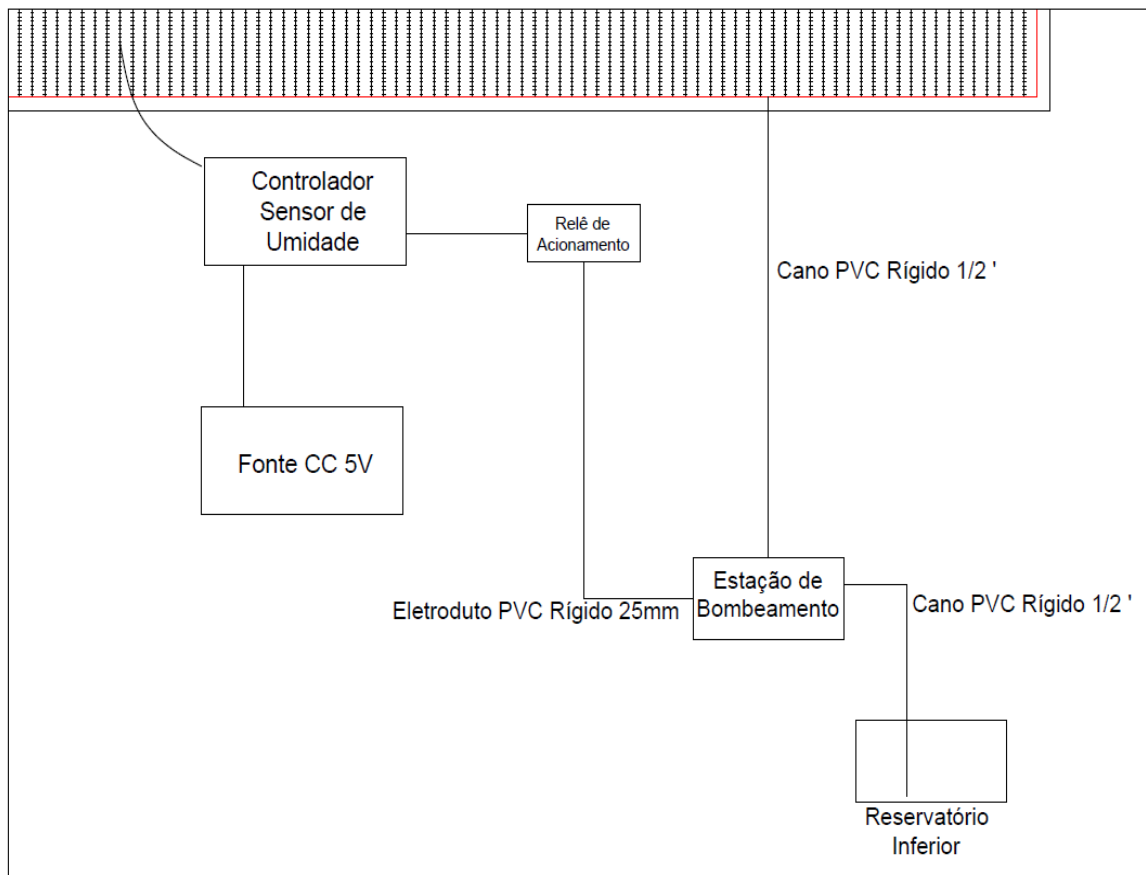 Controlador
Sensor de
Umidade
Relê de
Acionamento
Cano PVC Rígido 1/2 '
Fonte CC 5V
Estação de
Bombeamento
Eletroduto PVC Rígido 25mm
Cano PVC Rígido 1/2 '
Reservatório
Inferior